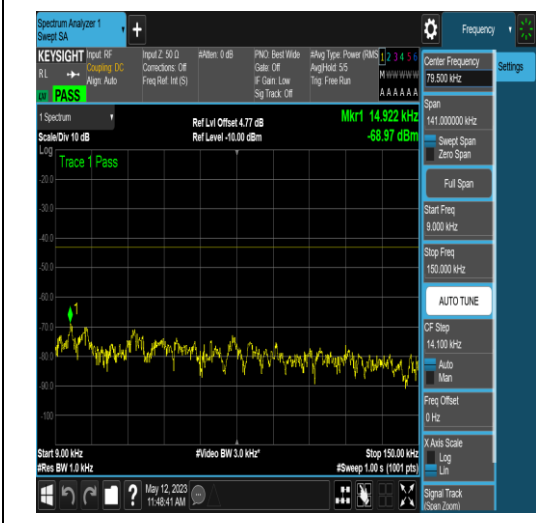 Spectrum Analyzer 1
Swept SA
Frequency
KEYSIGHT
Input: RF
Input Z: 50 Ω
#Atten: 0 dB
PNO: Best Wide
#Avg Type: Power (RMS
1 2 3 4 5 6
RL
Coupling: DC
Corrections: Off
Gate: Off
Avg|Hold: 5/5
M W W W W W
Align: Auto
Freq Ref: Int (S)
IF Gain: Low
Trig: Free Run
Sig Track: Off
A A A A A A
PASS
1 Spectrum
Ref Lvl Offset 4.77 dB
Mkr1 14.922 kHz
Scale/Div 10 dB
Ref Level -10.00 dBm
-68.97 dBm
Log
Trace 1 Pass
-20.0
-30.0
-40.0
-50.0
-60.0
1
-70.0
-80.0
-90.0
-100
Start 9.00 kHz
#Video BW 3.0 kHz*
Stop 150.00 kHz
#Res BW 1.0 kHz
#Sweep 1.00 s (1001 pts)
?
May 12, 2023
11:48:41 AM
Center Frequency
79.500 kHz
Settings
Span
141.000000 kHz
Swept Span
Zero Span
Full Span
Start Freq
9.000 kHz
Stop Freq
150.000 kHz
AUTO TUNE
CF Step
14.100 kHz
Auto
Man
Freq Offset
0 Hz
X Axis Scale
Log
Lin
Signal Track
(Span Zoom)